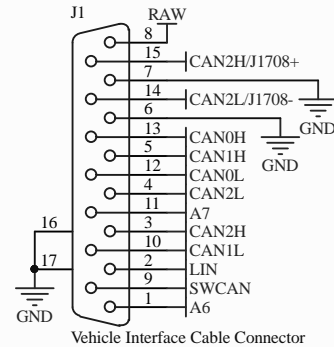 J1
RAW
8
15 CAN2H/J1708+
7
14 CAN2L/J1708-
GND
6
13 CAN0H
GND
5 CAN1H
12 CAN0L
4 CAN2L
11 A7
16
3 CAN2H
10 CAN1L
17
2 LIN
9 SWCAN
GND
1 A6
Vehicle Interface Cable Connector